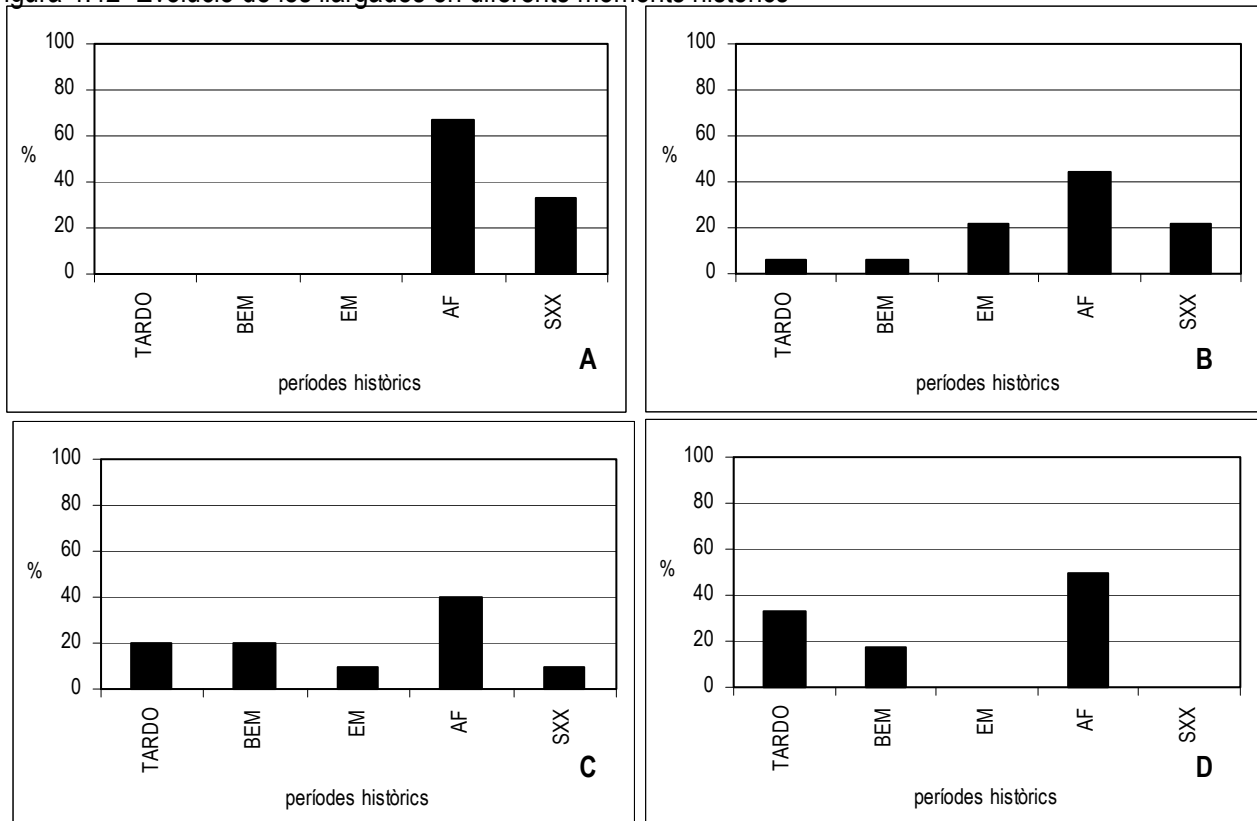 100
80
60
%
40
20
0
TARDO
BEM
EM
AF
SXX
A
períodes històrics
100
80
60
%
40
20
0
TARDO
BEM
EM
AF
SXX
B
períodes històrics
100
80
60
%
40
20
0
TARDO
BEM
EM
AF
SXX
C
períodes històrics
100
80
60
%
40
20
0
TARDO
BEM
EM
AF
SXX
D
períodes històrics